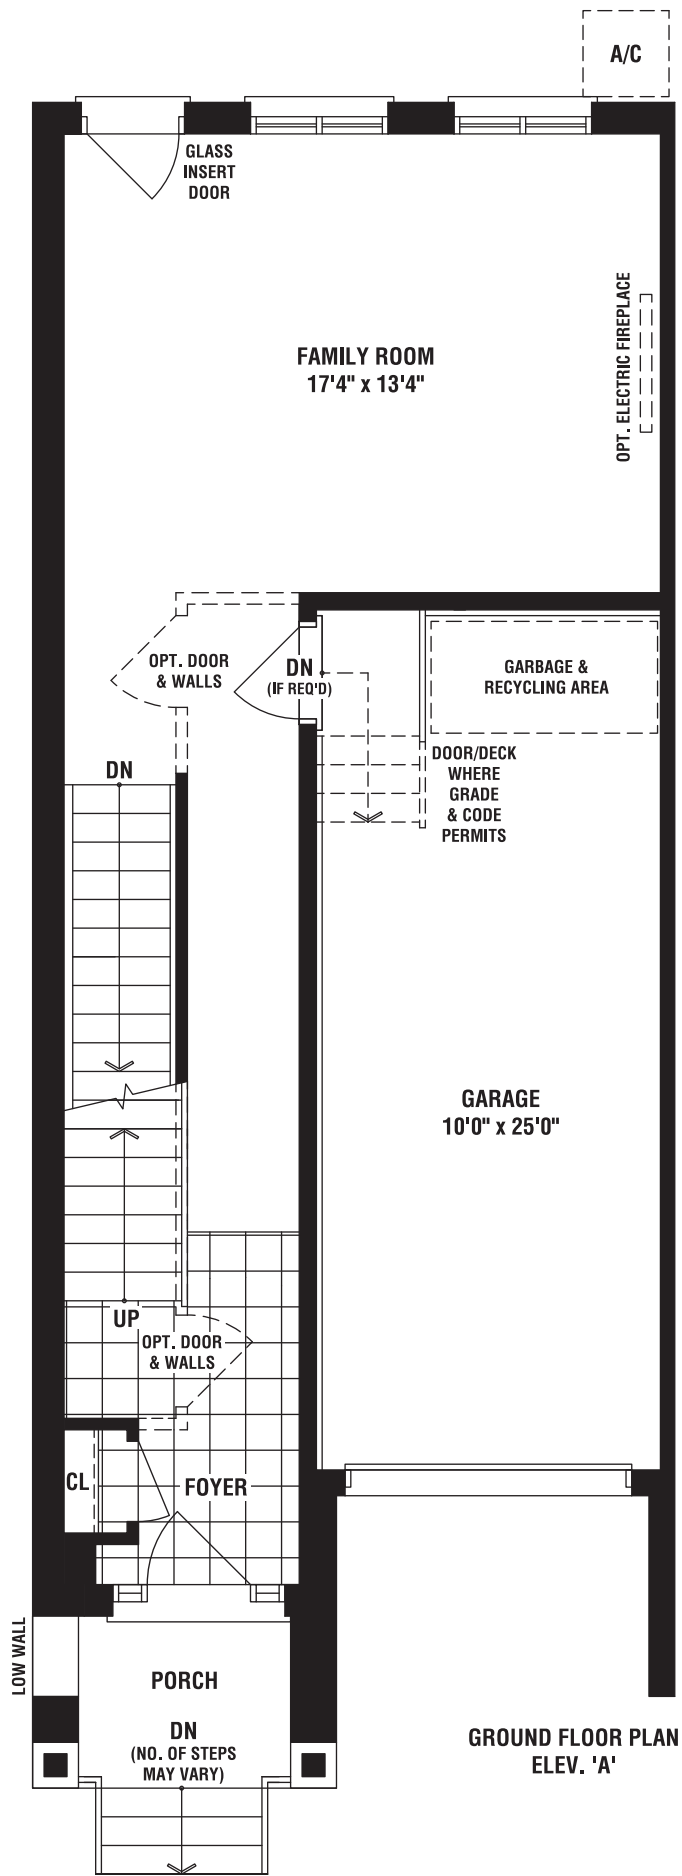 A/C
GLASS
INSERT
DOOR
FAMILY ROOM
17'4" x 13'4"
OPT. ELECTRIC FIREPLACE
OPT. DOOR
& WALLS
DN
(IF REQ'D)
GARBAGE &
RECYCLING AREA
DOOR/DECK
WHERE
GRADE
& CODE
PERMITS
DN
GARAGE
10'0" x 25'0"
UP
OPT. DOOR
& WALLS
CL
FOYER
LOW WALL
PORCH
DN
(NO. OF STEPS
MAY VARY)
GROUND FLOOR PLAN
ELEV. 'A'